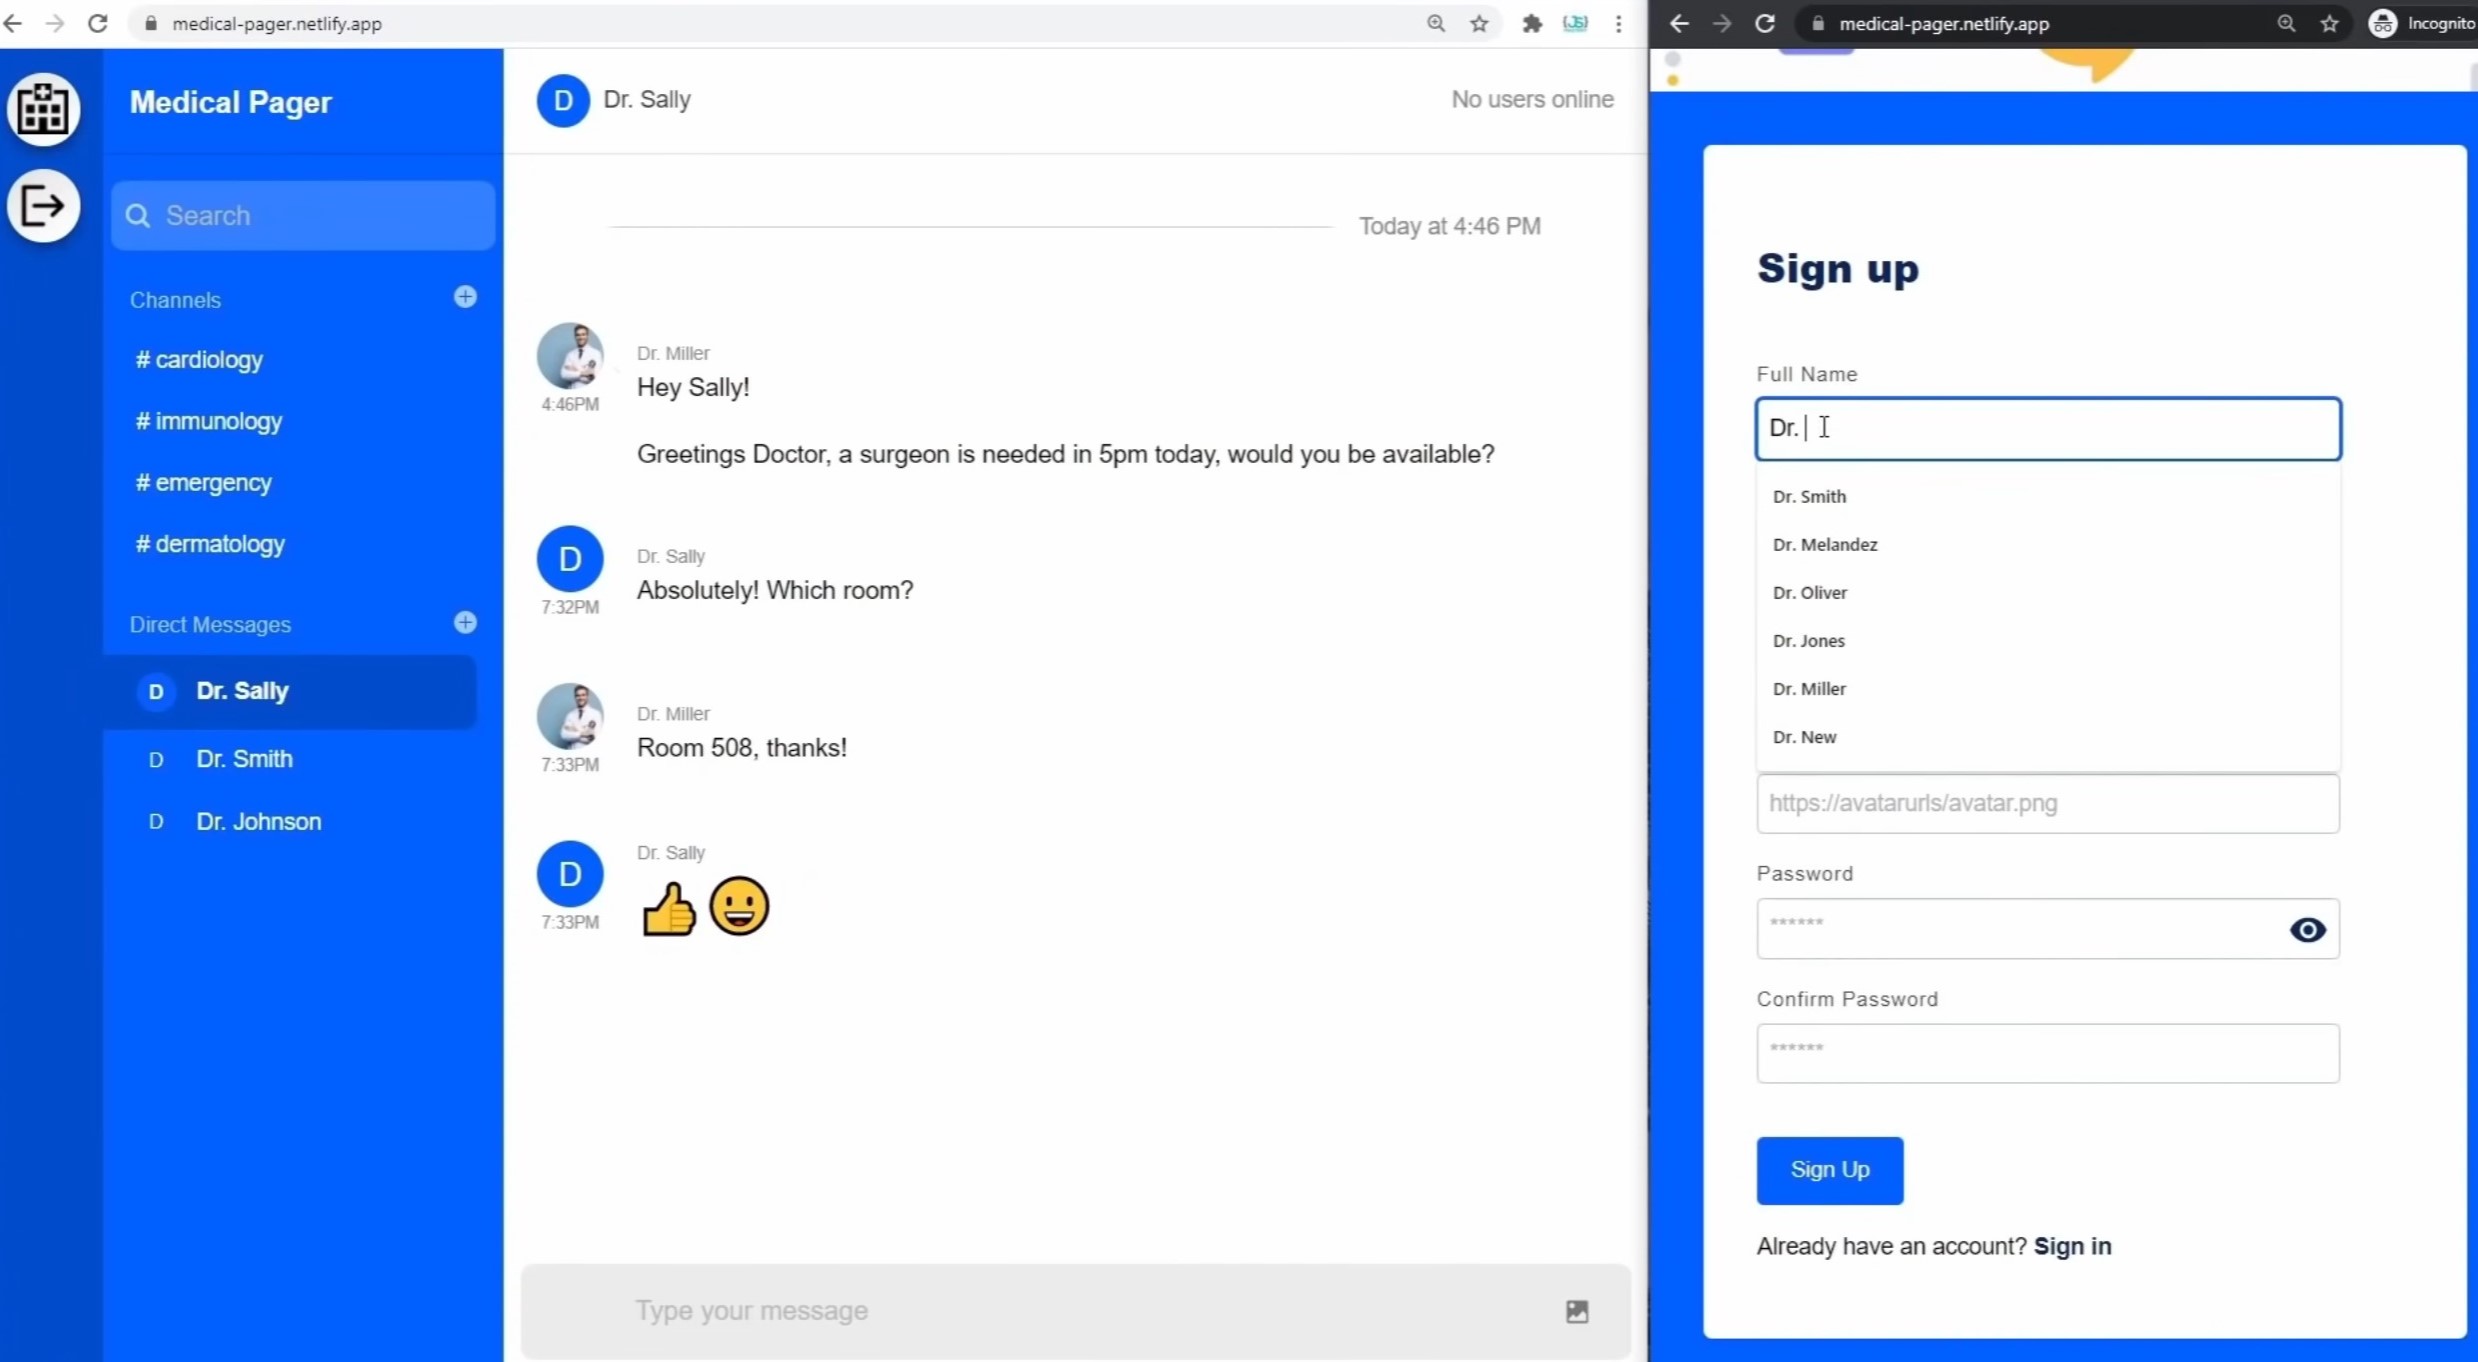 medical-pager.netlify.app
Medical Pager
Search
Channels
# cardiology
# immunology
# emergency
# dermatology
Direct Messages
D Dr. Sally
D Dr. Smith
D Dr. Johnson
D Dr. Sally
No users online
Today at 4:46 PM
Dr. Miller
Hey Sally!
4:46PM
Greetings Doctor, a surgeon is needed in 5pm today, would you be available?
D
Dr. Sally
Absolutely! Which room?
7:32PM
Dr. Miller
Room 508, thanks!
7:33PM
D
Dr. Sally
7:33PM
Type your message
medical-pager.netlify.app
Incognito
Sign up
Full Name
Dr.
Dr. Smith
Dr. Melandez
Dr. Oliver
Dr. Jones
Dr. Miller
Dr. New
https://avatarurls/avatar.png
Password
******
Confirm Password
******
Sign Up
Already have an account? Sign in